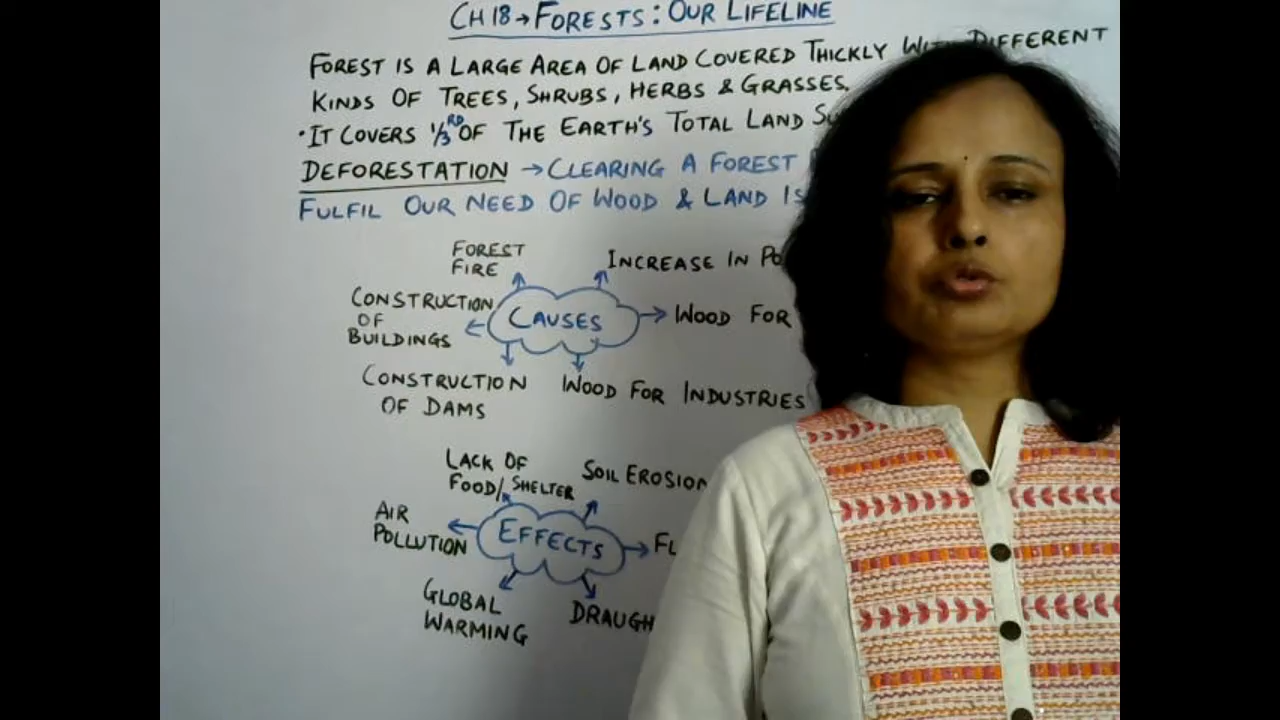 CH 18 → FORESTS : OUR LIFELINE
FOREST IS A LARGE AREA OF LAND COVERED THICKLY WITH DIFFERENT
KINDS OF TREES, SHRUBS, HERBS & GRASSES.
• IT COVERS 1/3RD OF THE EARTH'S TOTAL LAND
DEFORESTATION → CLEARING A FOREST
FULFIL OUR NEED OF WOOD & LAND IS
FOREST
FIRE
INCREASE IN
CONSTRUCTION
OF
BUILDINGS
CAUSES
WOOD FOR
CONSTRUCTION
OF DAMS
WOOD FOR INDUSTRIES
LACK OF
FOOD/SHELTER
SOIL EROSION
AIR
POLLUTION
EFFECTS
GLOBAL
WARMING
DRAUGH